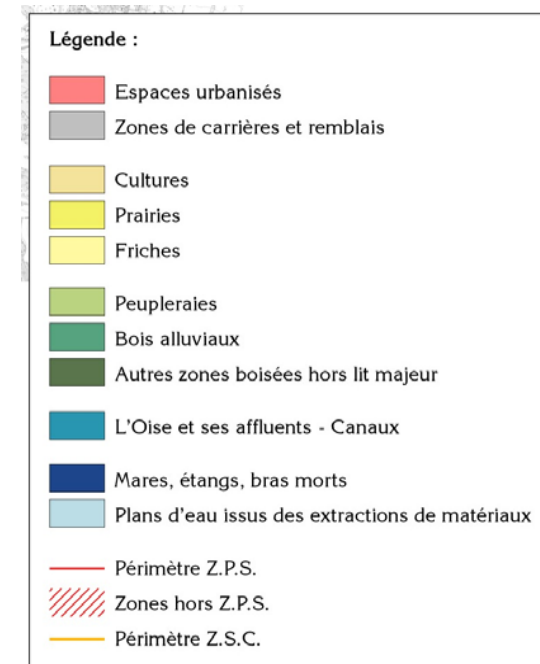 Légende :
Espaces urbanisés
Zones de carrières et remblais
Cultures
Prairies
Friches
Peupleraies
Bois alluviaux
Autres zones boisées hors lit majeur
L'Oise et ses affluents - Canaux
Mares, étangs, bras morts
Plans d'eau issus des extractions de matériaux
Périmètre Z.P.S.
Zones hors Z.P.S.
Périmètre Z.S.C.